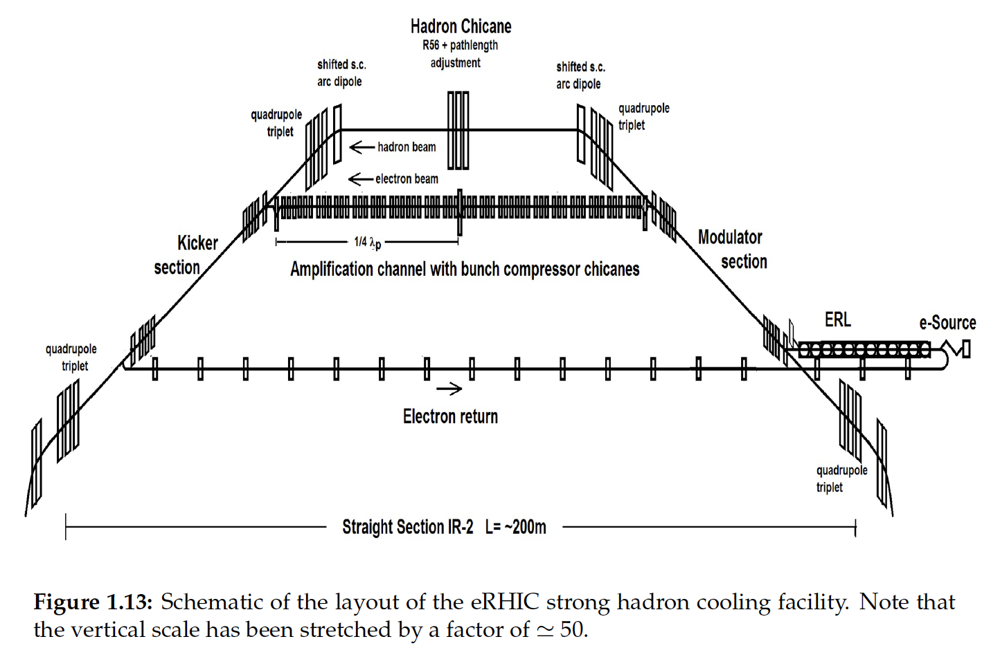 Hadron Chicane
R56 + pathlength
adjustment
shifted s.c.
arc dipole
shifted s.c.
arc dipole
quadrupole
triplet
quadrupole
triplet
hadron beam
electron beam
1/4 λp
Kicker
section
Modulator
section
Amplification channel with bunch compressor chicanes
ERL
e-Source
quadrupole
triplet
Electron return
quadrupole
triplet
Straight Section IR-2 L= ~200m
Figure 1.13: Schematic of the layout of the eRHIC strong hadron cooling facility. Note that
the vertical scale has been stretched by a factor of ≃ 50.